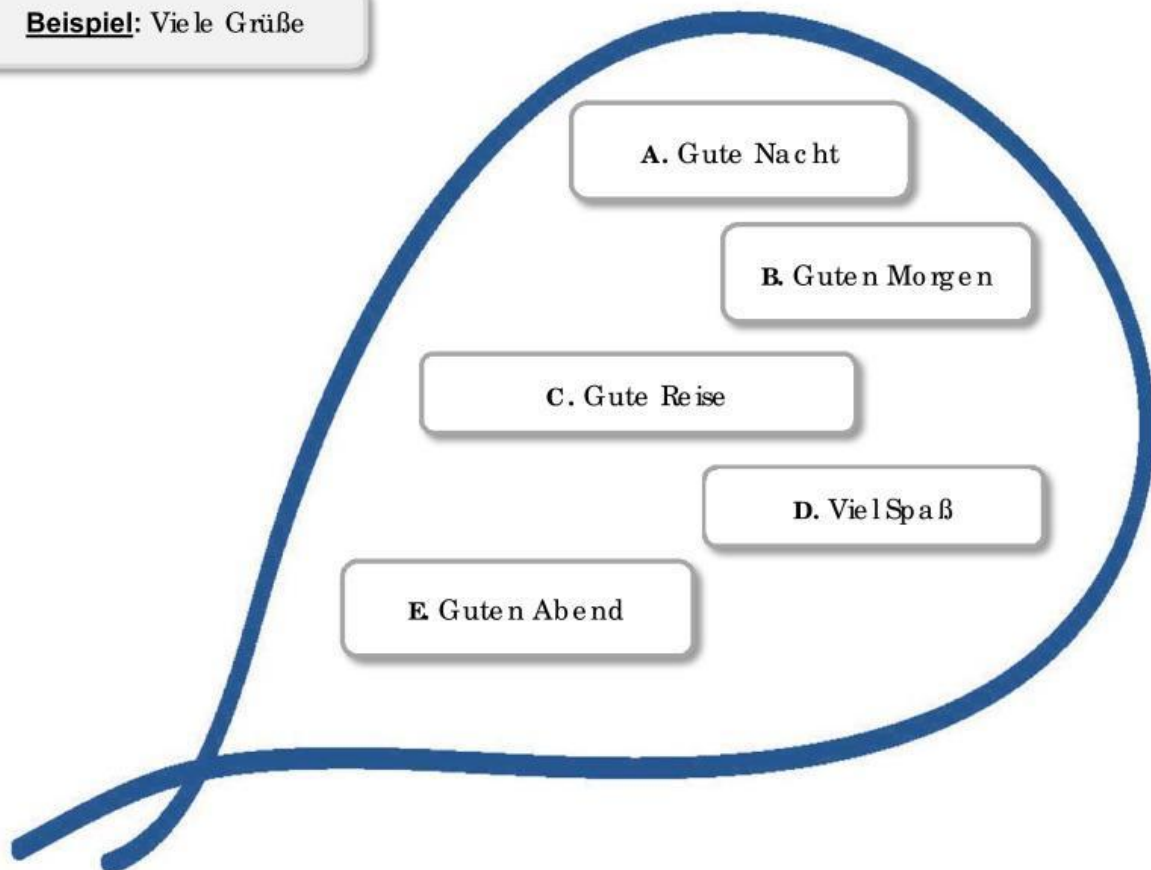 Beispiel: Viele Grüße
A. Gute Nacht
B. Guten Morgen
C. Gute Reise
D. Viel Spaß
E. Guten Abend